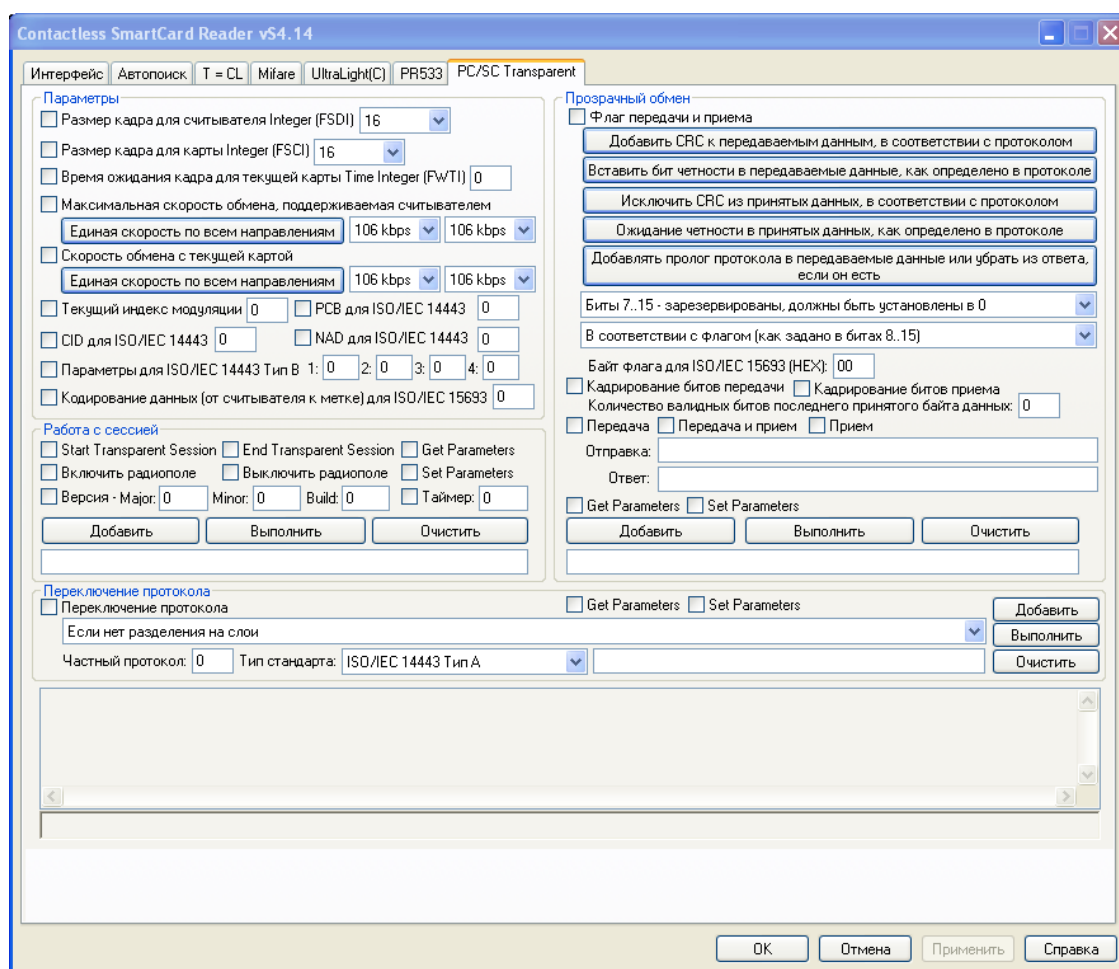 Contactless SmartCard Reader vS4.14
Интерфейс Автопоиск T = CL Mifare UltraLight(C) PR533 PC/SC Transparent
Параметры
Размер кадра для считывателя Integer (FSDI) 16
Размер кадра для карты Integer (FSCI) 16
Время ожидания кадра для текущей карты Time Integer (FWTI) 0
Максимальная скорость обмена, поддерживаемая считывателем
Единая скорость по всем направлениям 106 kbps 106 kbps
Скорость обмена с текущей картой
Единая скорость по всем направлениям 106 kbps 106 kbps
Текущий индекс модуляции 0 PCB для ISO/IEC 14443 0
CID для ISO/IEC 14443 0 NAD для ISO/IEC 14443 0
Параметры для ISO/IEC 14443 Тип B 1: 0 2: 0 3: 0 4: 0
Кодирование данных (от считывателя к метке) для ISO/IEC 15693 0
Работа с сессией
Start Transparent Session End Transparent Session Get Parameters
Включить радиополе Выключить радиополе Set Parameters
Версия - Major: 0 Minor: 0 Build: 0 Таймер: 0
Добавить Выполнить Очистить
Прозрачный обмен
Флаг передачи и приема
Добавить CRC к передаваемым данным, в соответствии с протоколом
Вставить бит четности в передаваемые данные, как определено в протоколе
Исключить CRC из принятых данных, в соответствии с протоколом
Ожидание четности в принятых данных, как определено в протоколе
Добавлять пролог протокола в передаваемые данные или убрать из ответа,
если он есть
Биты 7..15 - зарезервированы, должны быть установлены в 0
В соответствии с флагом (как задано в битах 8..15)
Байт флага для ISO/IEC 15693 (HEX): 00
Кадрирование битов передачи Кадрирование битов приема
Количество валидных битов последнего принятого байта данных: 0
Передача Передача и прием Прием
Отправка:
Ответ:
Get Parameters Set Parameters
Добавить Выполнить Очистить
Переключение протокола
Переключение протокола Get Parameters Set Parameters Добавить
Если нет разделения на слои Выполнить
Частный протокол: 0 Тип стандарта: ISO/IEC 14443 Тип A Очистить
OK Отмена Применить Справка